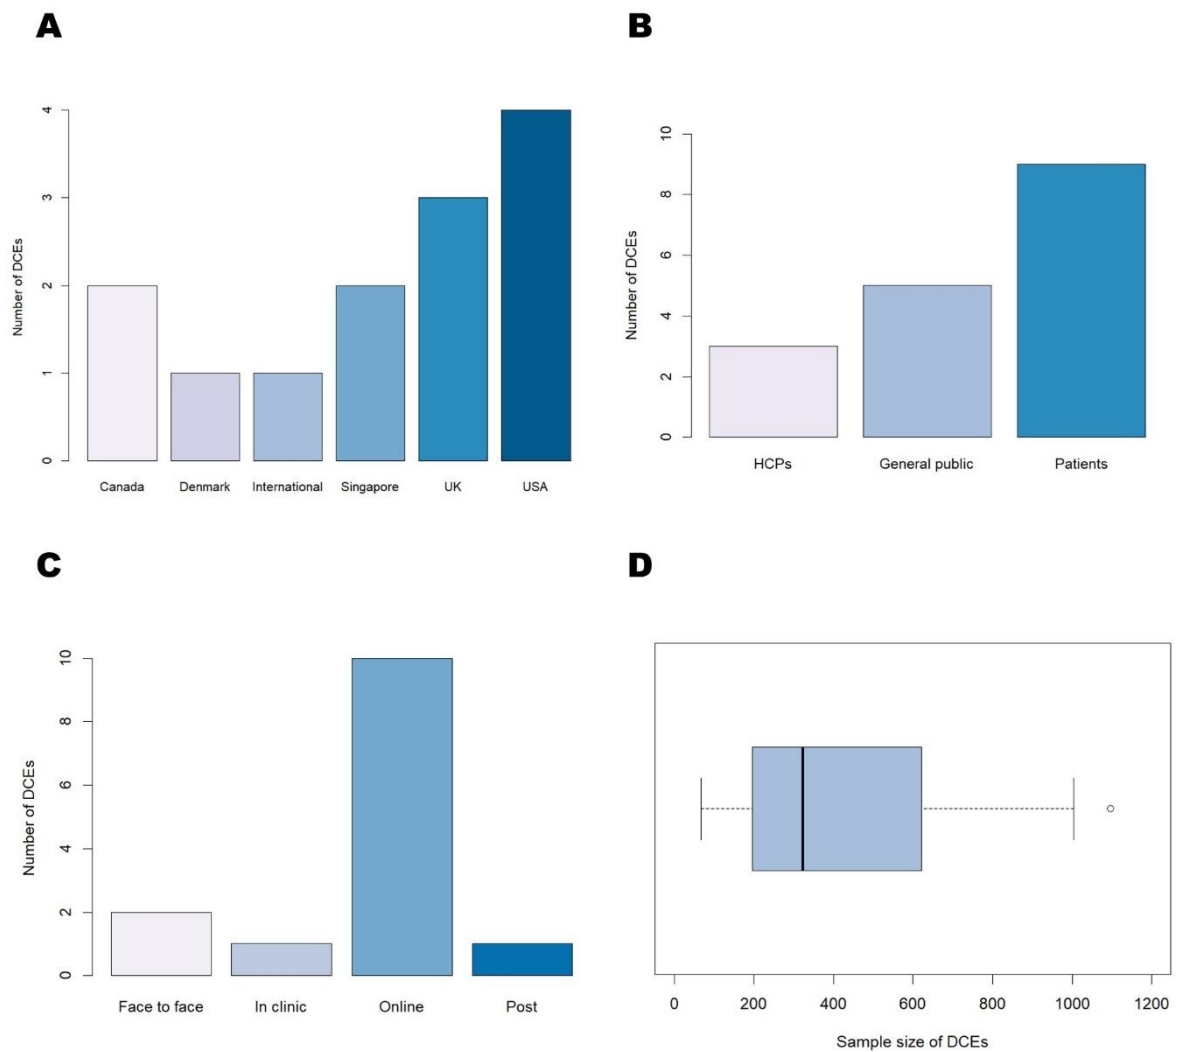 A
Number of DCEs
0 1 2 3 4
Canada Denmark International Singapore UK USA
B
Number of DCEs
0 2 4 6 8 10
HCPs General public Patients
C
Number of DCEs
0 2 4 6 8 10
Face to face In clinic Online Post
D
0 200 400 600 800 1000 1200
Sample size of DCEs